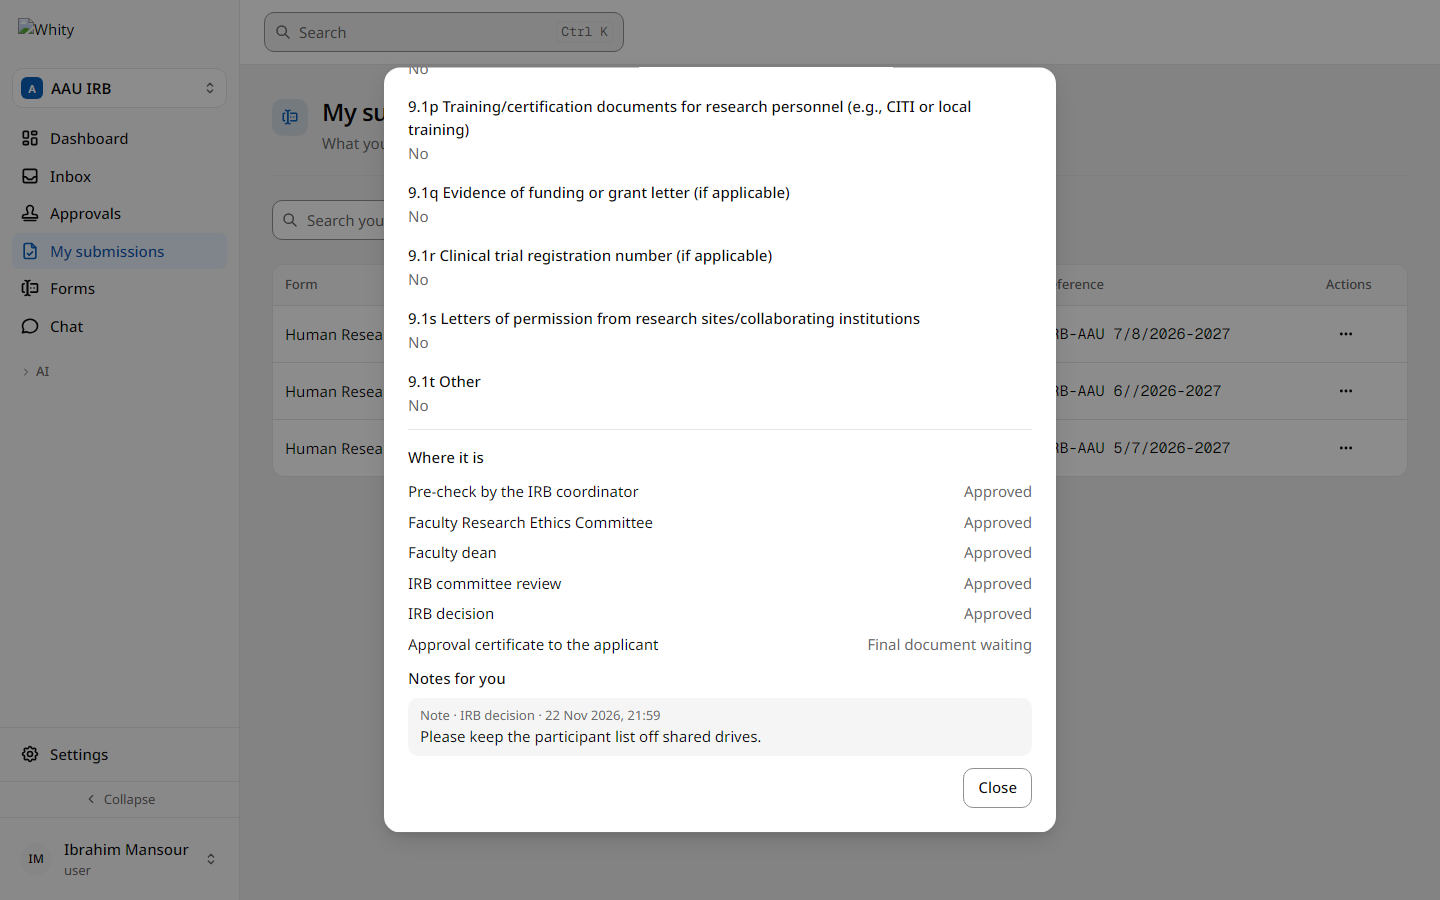 Whity
A
AAU IRB
Dashboard
Inbox
Approvals
My submissions
Forms
Chat
AI
Settings
Collapse
IM
Ibrahim Mansour
user
Search
Ctrl K
My su
What you
Search you
Form
ference
Actions
Human Resea
RB-AAU 7/8/2026-2027
Human Resea
RB-AAU 6//2026-2027
Human Resea
RB-AAU 5/7/2026-2027
No
9.1p Training/certification documents for research personnel (e.g., CITI or local
training)
No
9.1q Evidence of funding or grant letter (if applicable)
No
9.1r Clinical trial registration number (if applicable)
No
9.1s Letters of permission from research sites/collaborating institutions
No
9.1t Other
No
Where it is
Pre-check by the IRB coordinator Approved
Faculty Research Ethics Committee Approved
Faculty dean Approved
IRB committee review Approved
IRB decision Approved
Approval certificate to the applicant Final document waiting
Notes for you
Note · IRB decision · 22 Nov 2026, 21:59
Please keep the participant list off shared drives.
Close